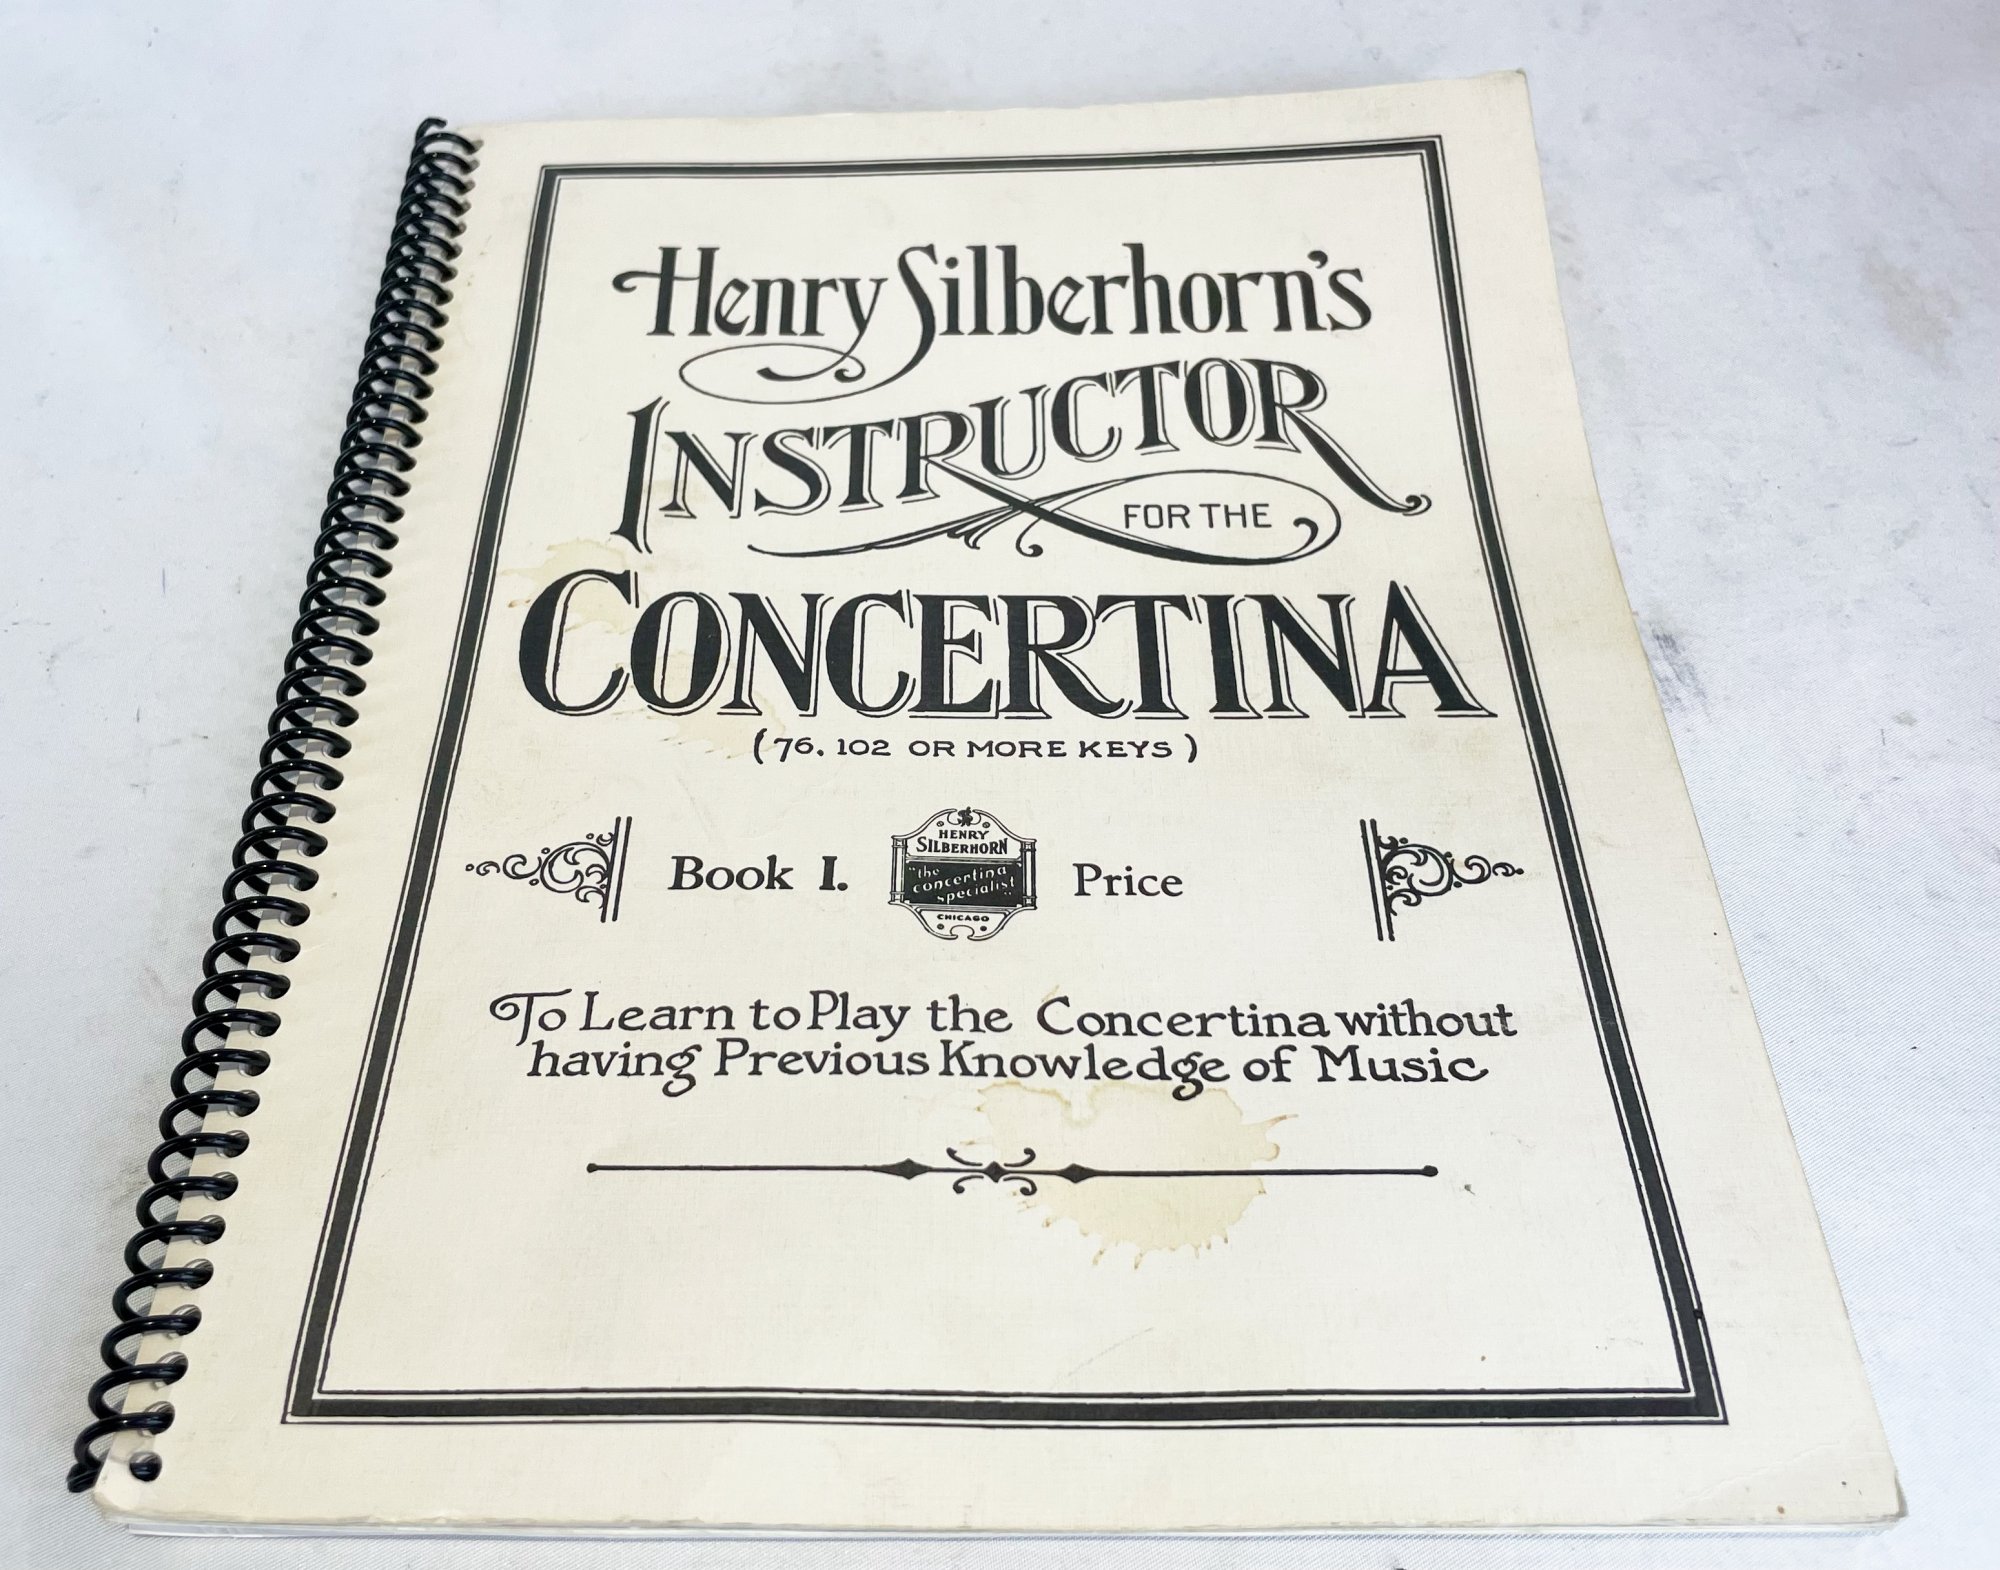 Henry Silberhorn's
INSTRUCTOR
FOR THE
CONCERTINA
(76. 102 OR MORE KEYS)
Book I.
HENRY
SILBERHORN
"the
concertina
specialist"
CHICAGO
Price
To Learn to Play the Concertina without
having Previous Knowledge of Music